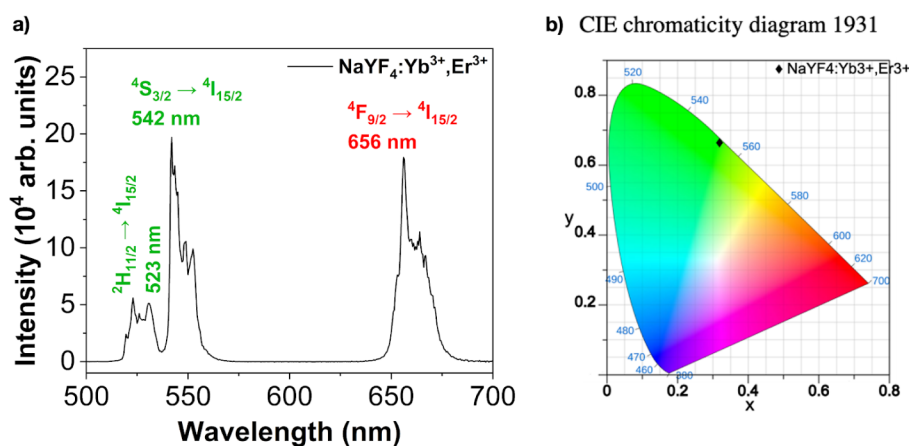 a)
NaYF₄:Yb³⁺,Er³⁺
⁴S₃/₂ → ⁴I₁₅/₂
542 nm
⁴F₉/₂ → ⁴I₁₅/₂
656 nm
²H₁₁/₂ → ⁴I₁₅/₂
523 nm
Intensity (10⁴ arb. units)
25
20
15
10
5
0
500
550
600
650
700
Wavelength (nm)
b) CIE chromaticity diagram 1931
NaYF4:Yb3+,Er3+
520
540
560
580
600
620
700
500
490
480
470
460
380
0.8
0.6
0.4
0.2
y
0
0.2
0.4
0.6
0.8
x